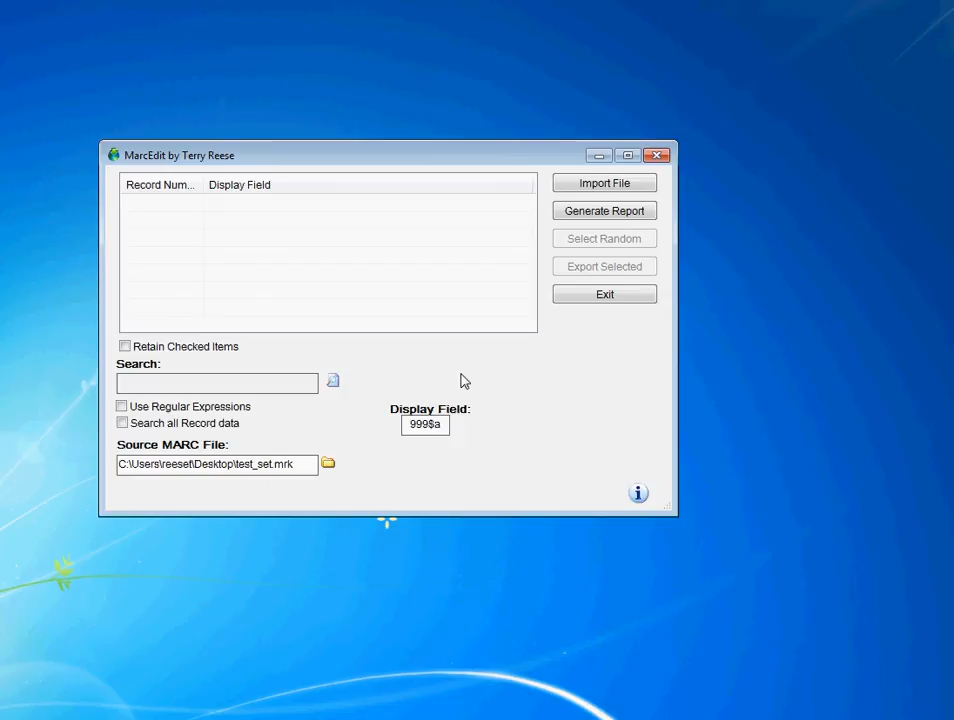 MarcEdit by Terry Reese
Record Num... Display Field
Import File
Generate Report
Select Random
Export Selected
Exit
Retain Checked Items
Search:
Use Regular Expressions
Search all Record data
Display Field:
999$a
Source MARC File:
C:\Users\reeset\Desktop\test_set.mrk